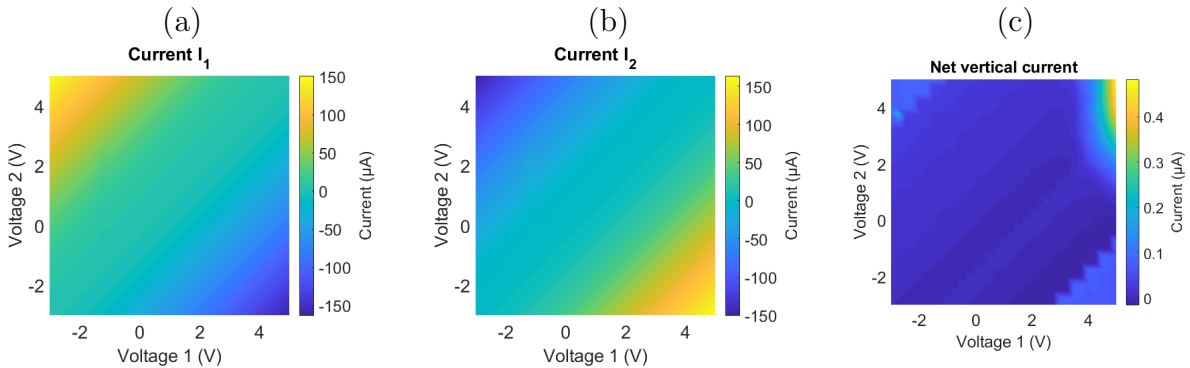 (a)
Current I1
4
2
0
-2
Voltage 2 (V)
-2 0 2 4
Voltage 1 (V)
150
100
50
0
-50
-100
-150
Current (µA)
(b)
Current I2
4
2
0
-2
Voltage 2 (V)
-2 0 2 4
Voltage 1 (V)
150
100
50
0
-50
-100
-150
Current (µA)
(c)
Net vertical current
4
2
0
-2
Voltage 2 (V)
-2 0 2 4
Voltage 1 (V)
0.4
0.3
0.2
0.1
0
Current (µA)